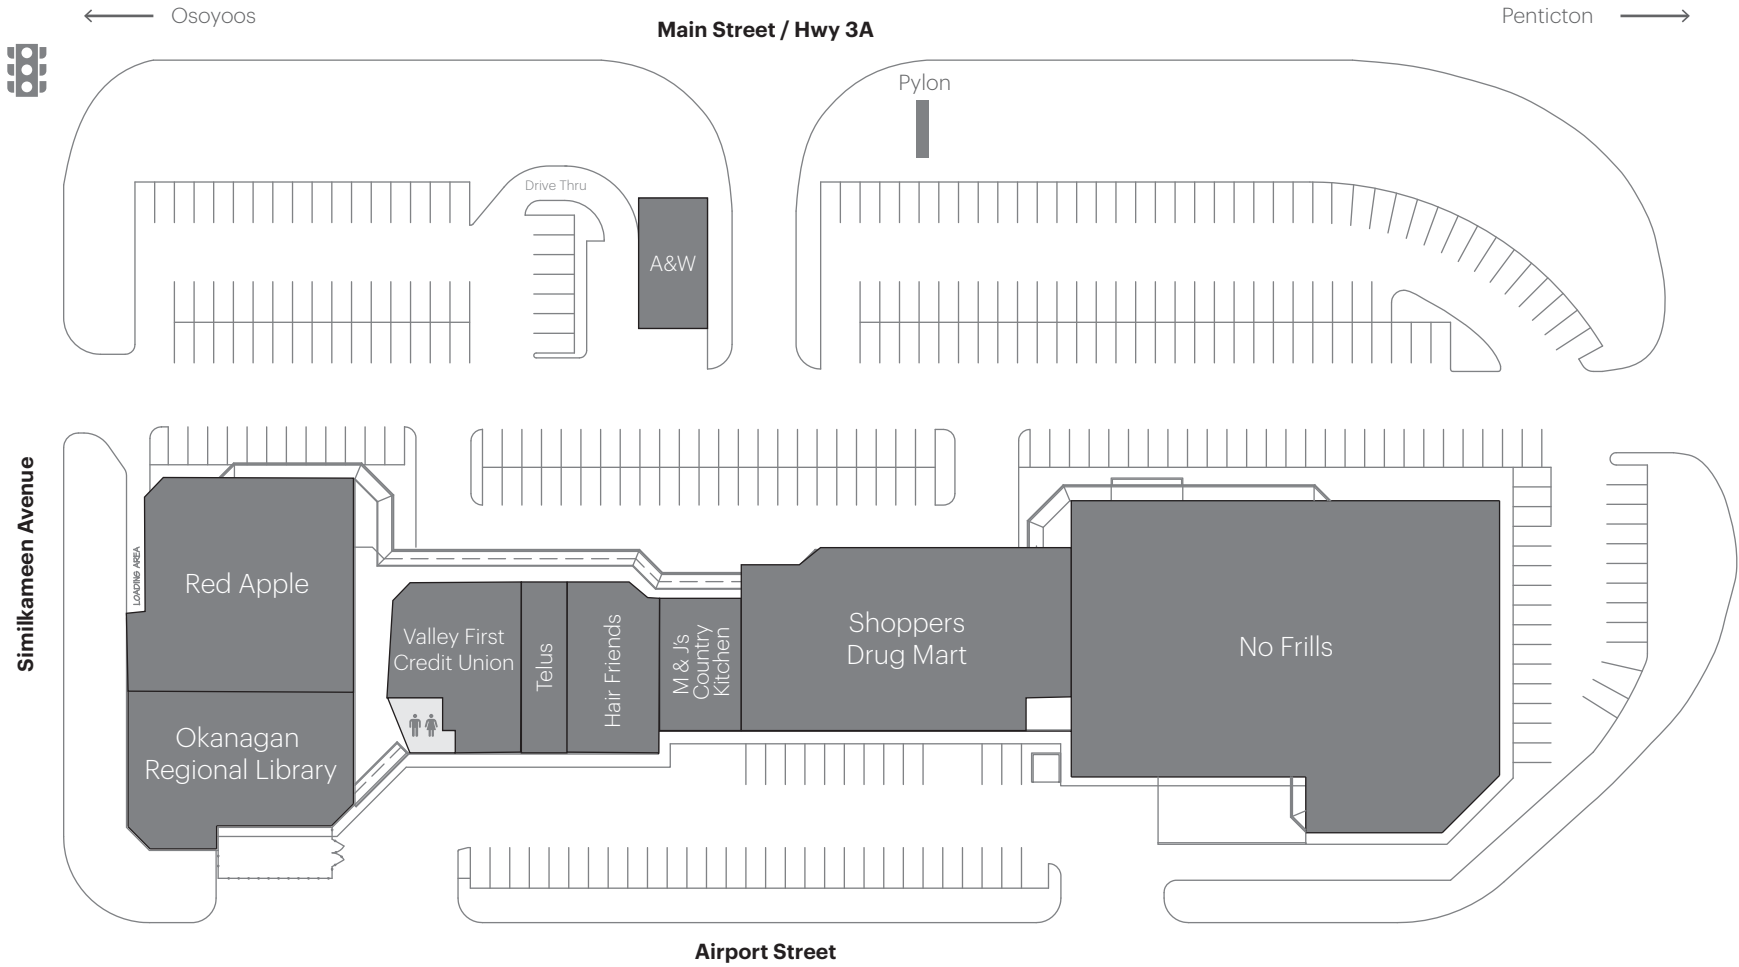 Osoyoos
Main Street / Hwy 3A
Penticton
Pylon
Drive Thru
A&W
Similkameen Avenue
LOADING AREA
Red Apple
Okanagan
Regional Library
Valley First
Credit Union
Telus
Hair Friends
M & J's
Country
Kitchen
Shoppers
Drug Mart
No Frills
Airport Street